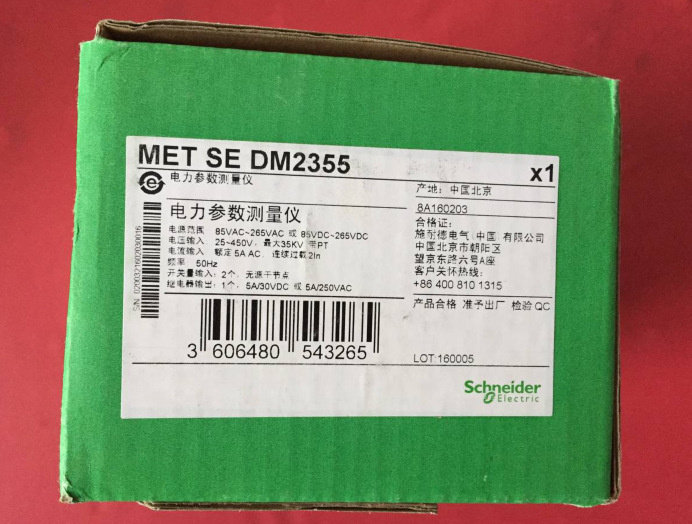 MET SE DM2355
x1
电力参数测量仪
产地: 中国北京
8A160203
电力参数测量仪
电源范围 85VAC~265VAC 或 85VDC~265VDC
电压输入 25~450V, 最大35KV 带PT
电流输入 额定 5A AC, 连续过载 2In
频率 50Hz
开关量输入: 2个, 无源干节点
继电器输出: 1个, 5A/30VDC 或 5A/250VAC
合格证:
施耐德电气(中国)有限公司
中国北京市朝阳区
望京东路六号A座
客户关怀热线:
+86 400 810 1315
产品合格 准予出厂 检验 QC
3 606480 543265
LOT:160005
Schneider
Electric